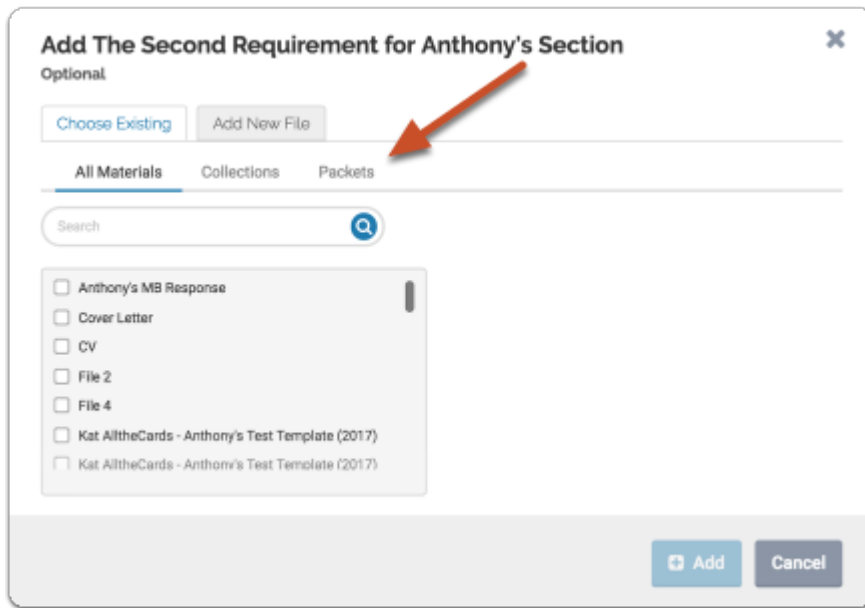 Add The Second Requirement for Anthony's Section
Optional
Choose Existing
Add New File
All Materials
Collections
Packets
Search
Anthony's MB Response
Cover Letter
CV
File 2
File 4
Kat AlltheCards - Anthony's Test Template (2017)
Kat AlltheCards - Anthony's Test Template (2017)
Add
Cancel